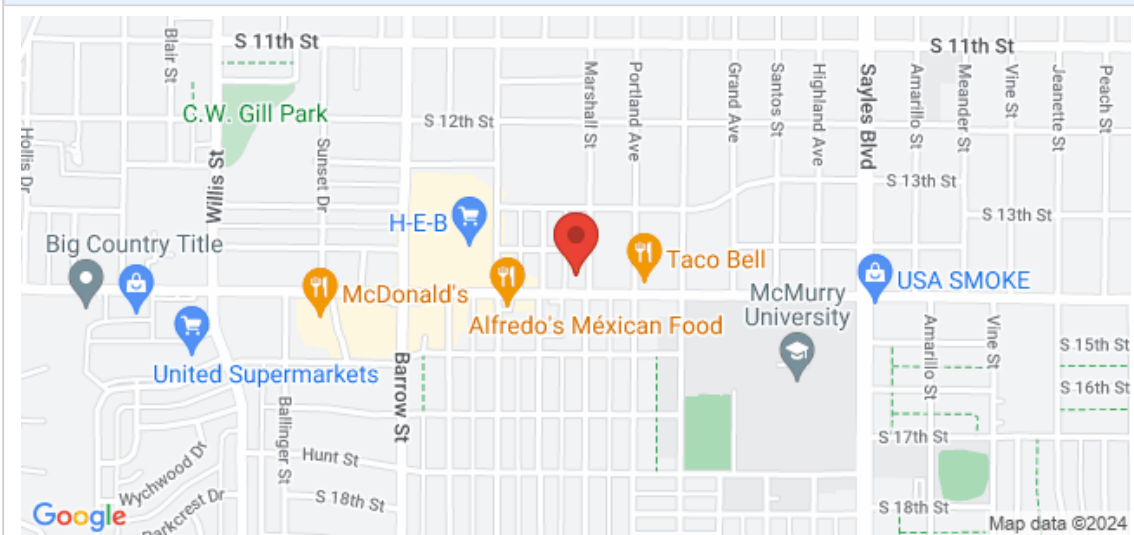 S 11th St
S 11th St
Blair St
C.W. Gill Park
S 12th St
Marshall St
Portland Ave
Grand Ave
Santos St
Highland Ave
Sayles Blvd
Amarillo St
Meander St
Vine St
Jeanette St
Peach St
Hollis Dr
Willis St
Sunset Dr
S 13th St
S 13th St
H-E-B
Big Country Title
Taco Bell
McDonald's
USA SMOKE
McMurry
University
Alfredo's Méxican Food
United Supermarkets
Barrow St
Amarillo St
Vine St
S 15th St
S 16th St
Ballinger St
S 17th St
Hunt St
Wychwood Dr
S 18th St
S 18th St
Parkcrest Dr
Google
Map data ©2024